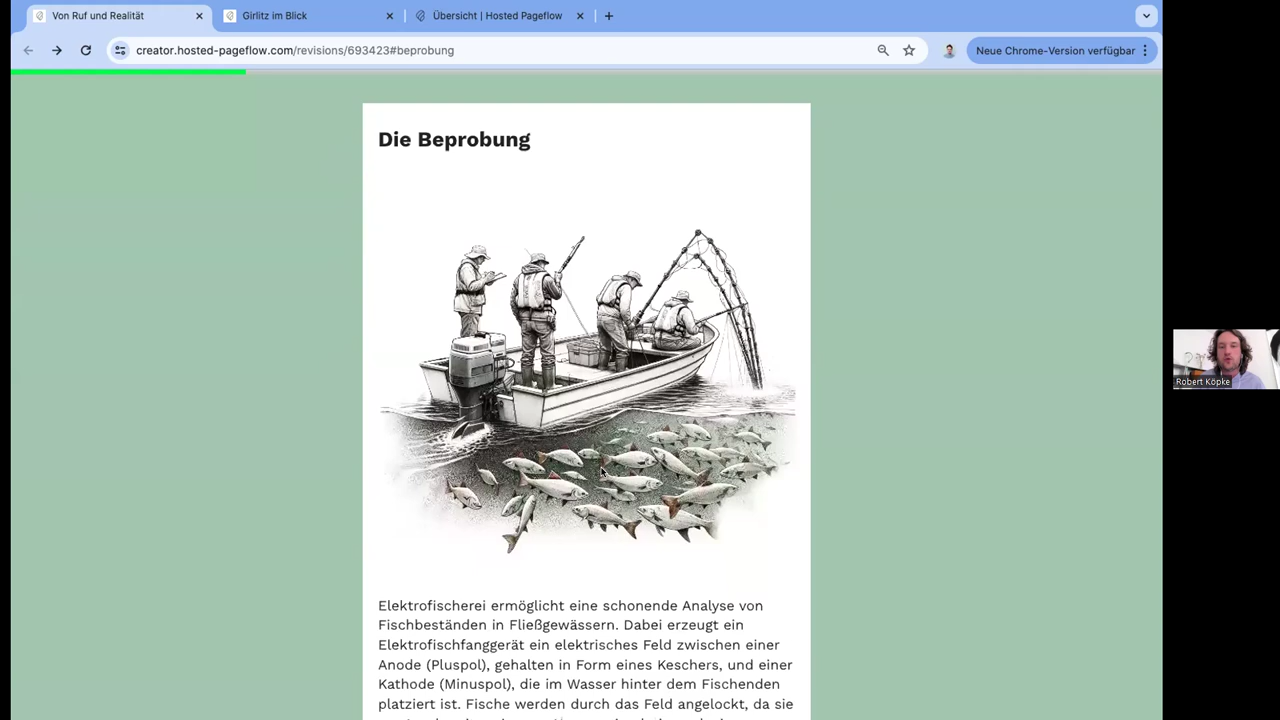 Von Ruf und Realität
Girlitz im Blick
Übersicht | Hosted Pageflow
creator.hosted-pageflow.com/revisions/693423#beprobung
Neue Chrome-Version verfügbar
Die Beprobung
Robert Köpke
Elektrofischerei ermöglicht eine schonende Analyse von
Fischbeständen in Fließgewässern. Dabei erzeugt ein
Elektrofischfanggerät ein elektrisches Feld zwischen einer
Anode (Pluspol), gehalten in Form eines Keschers, und einer
Kathode (Minuspol), die im Wasser hinter dem Fischenden
platziert ist. Fische werden durch das Feld angelockt, da sie